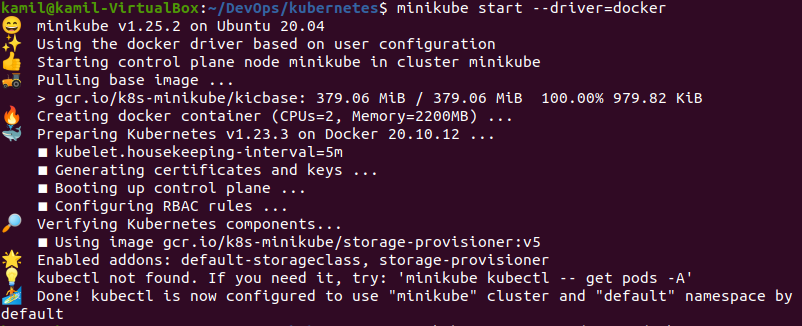 kamil@kamil-VirtualBox:~/DevOps/kubernetes$ minikube start --driver=docker
😄 minikube v1.25.2 on Ubuntu 20.04
✨ Using the docker driver based on user configuration
👍 Starting control plane node minikube in cluster minikube
🚜 Pulling base image ...
> gcr.io/k8s-minikube/kicbase: 379.06 MiB / 379.06 MiB 100.00% 979.82 KiB
🔥 Creating docker container (CPUs=2, Memory=2200MB) ...
🐳 Preparing Kubernetes v1.23.3 on Docker 20.10.12 ...
▪ kubelet.housekeeping-interval=5m
▪ Generating certificates and keys ...
▪ Booting up control plane ...
▪ Configuring RBAC rules ...
🔎 Verifying Kubernetes components...
▪ Using image gcr.io/k8s-minikube/storage-provisioner:v5
🌟 Enabled addons: default-storageclass, storage-provisioner
💡 kubectl not found. If you need it, try: 'minikube kubectl -- get pods -A'
🏄 Done! kubectl is now configured to use "minikube" cluster and "default" namespace by
default